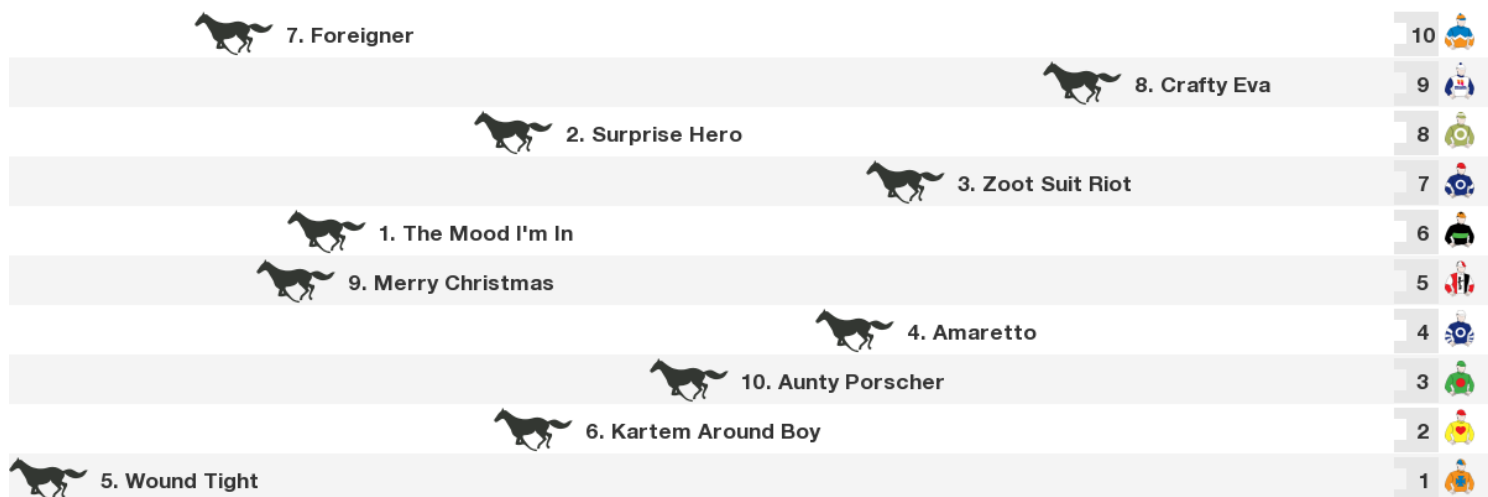 7. Foreigner 10
8. Crafty Eva 9
2. Surprise Hero 8
3. Zoot Suit Riot 7
1. The Mood I'm In 6
9. Merry Christmas 5
4. Amaretto 4
10. Aunty Porscher 3
6. Kartem Around Boy 2
5. Wound Tight 1